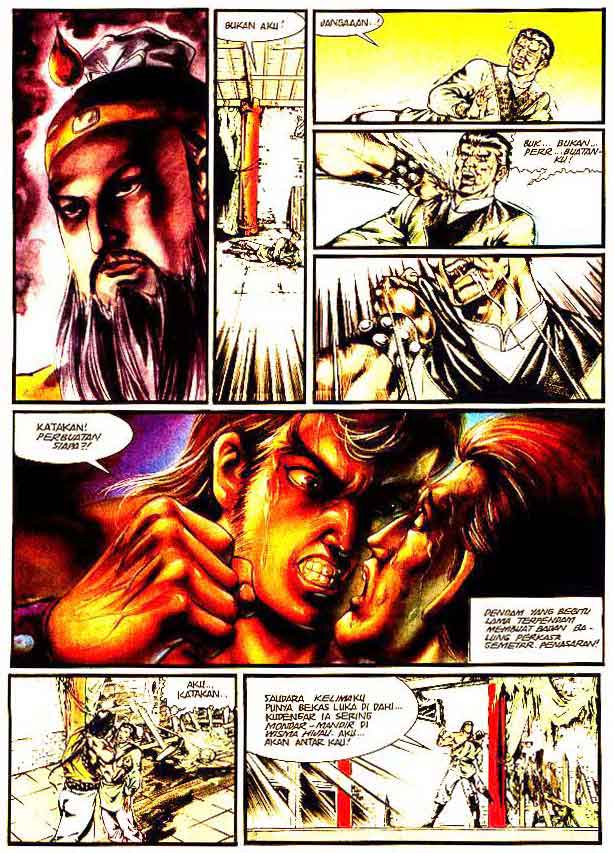 BUKAN AKU!
JANGAAAN...!
BUK... BUKAN...
PERR...BUATAN-
KU!
KATAKAN!
PERBUATAN
SIAPA?!
DENDAM YANG BEGITU
LAMA TERPENDAM
MEMBUAT BADAN BA-
LUNG PERKASA
GEMETAR. PENASARAN!
AKU...
KATAKAN...
SAUDARA KELIMAKU
PUNYA BEKAS LUKA DI DAHI...
KUDENGAR IA SERING
MONDAR-MANDIR DI
WISMA HIJAU. AKU...
AKAN ANTAR KAU!